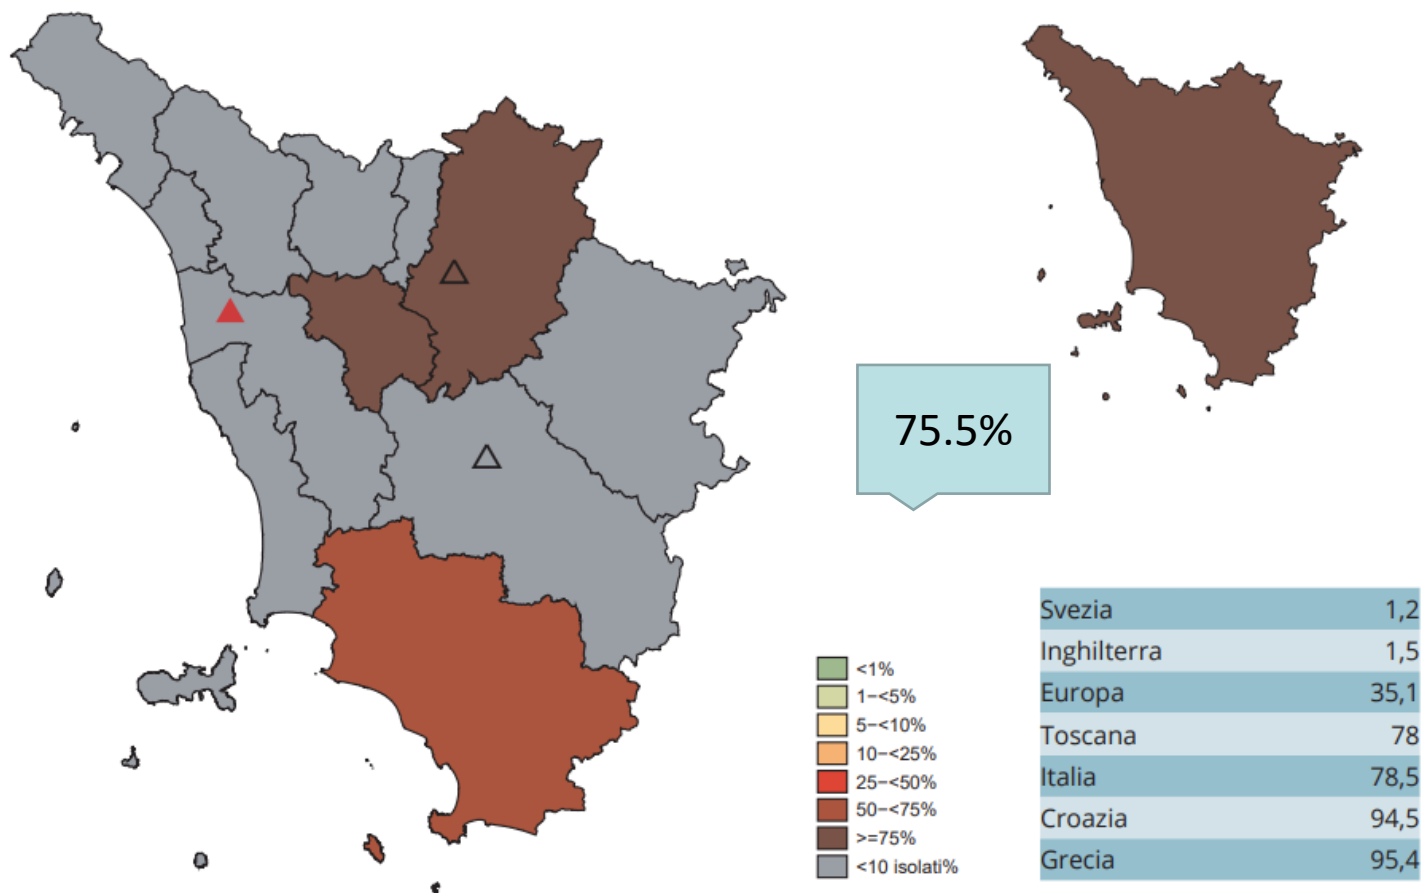 75.5%
<1%
1−<5%
5−<10%
10−<25%
25−<50%
50−<75%
>=75%
<10 isolati%
Svezia 1,2
Inghilterra 1,5
Europa 35,1
Toscana 78
Italia 78,5
Croazia 94,5
Grecia 95,4